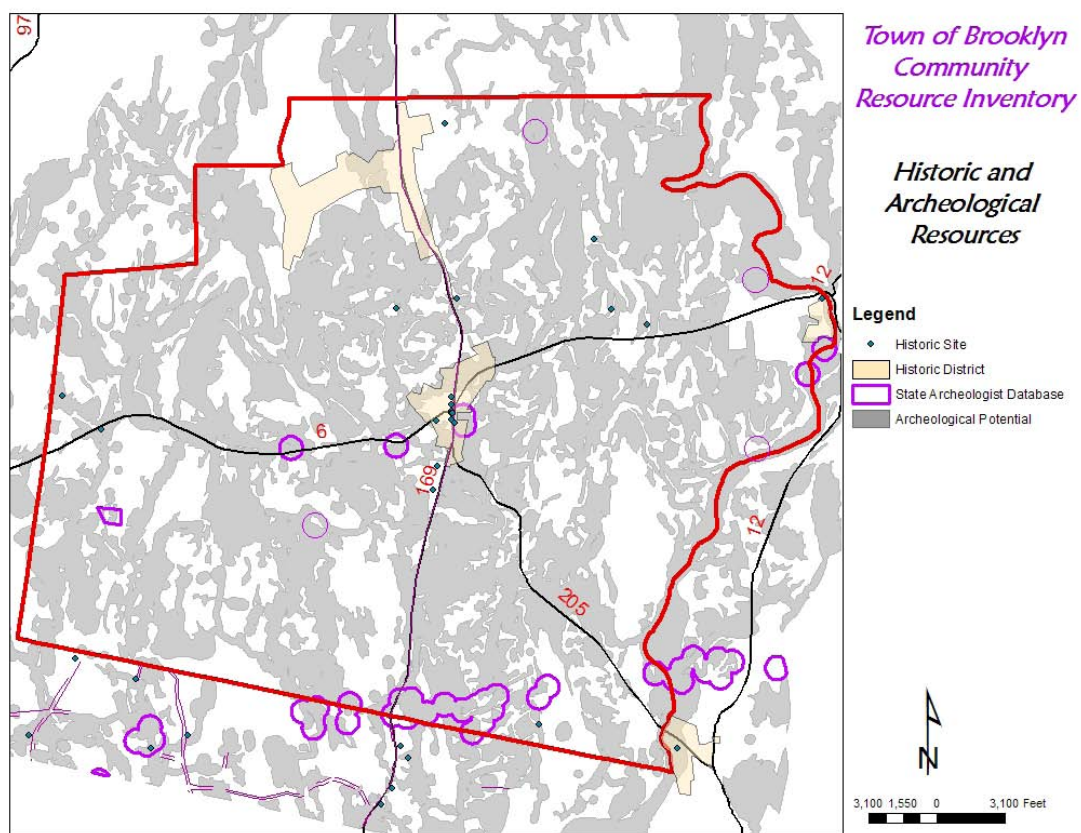 Town of Brooklyn
Community
Resource Inventory
Historic and
Archeological
Resources
Legend
Historic Site
Historic District
State Archeologist Database
Archeological Potential
N
3,100 1,550 0 3,100 Feet
97
12
6
169
12
205